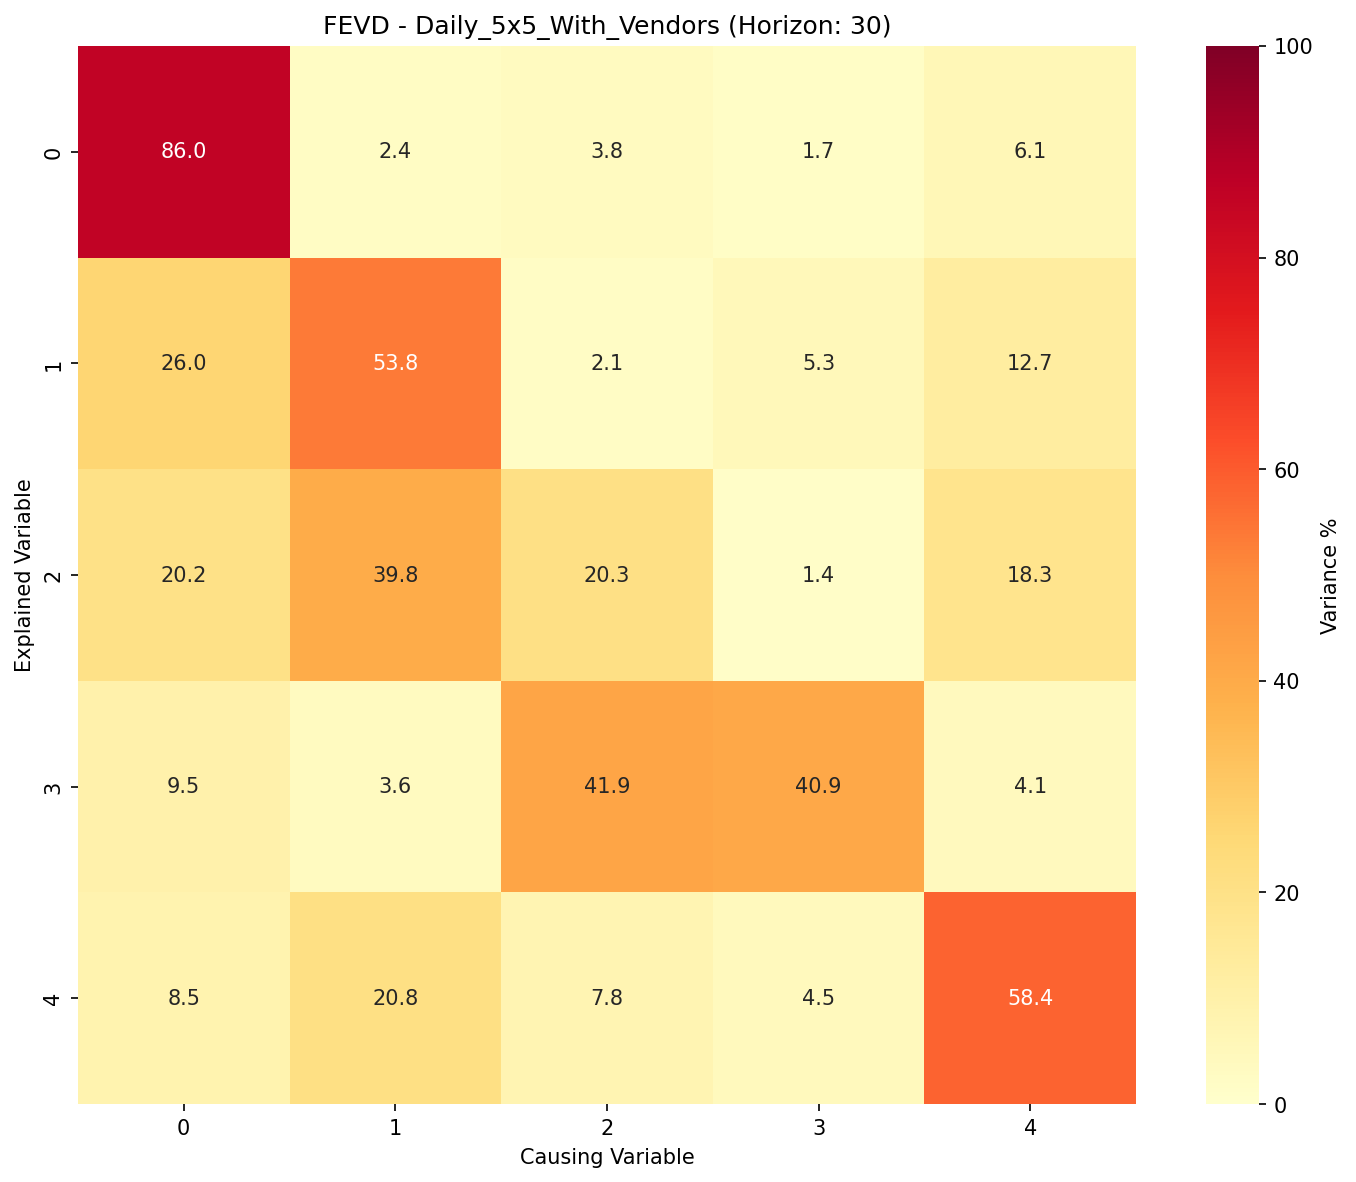 FEVD - Daily_5x5_With_Vendors (Horizon: 30)
Explained Variable
0 86.0 2.4 3.8 1.7 6.1
1 26.0 53.8 2.1 5.3 12.7
2 20.2 39.8 20.3 1.4 18.3
3 9.5 3.6 41.9 40.9 4.1
4 8.5 20.8 7.8 4.5 58.4
0 1 2 3 4
Causing Variable
100
80
60
40
20
0
Variance %